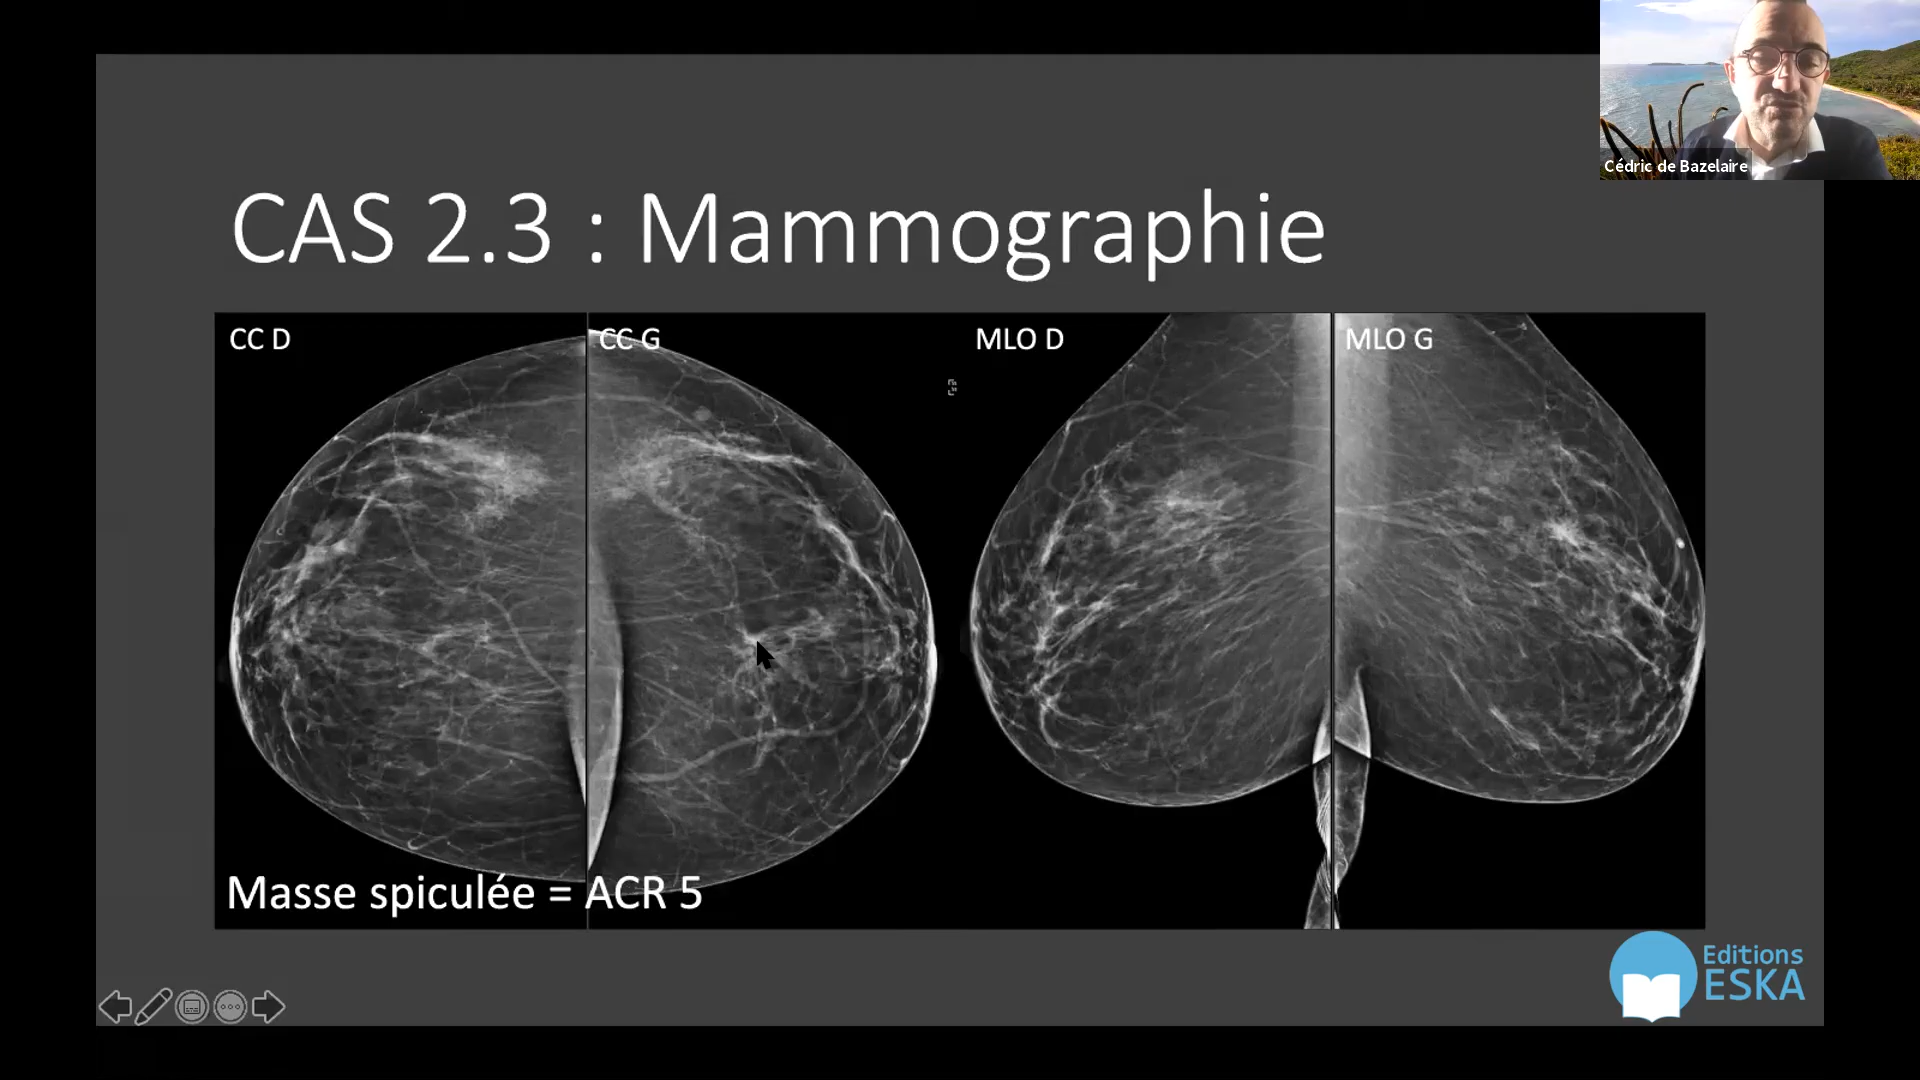 Cédric de Bazelaire
CAS 2.3 : Mammographie
CC D
CC G
MLO D
MLO G
Masse spiculée = ACR 5
Editions
ESKA